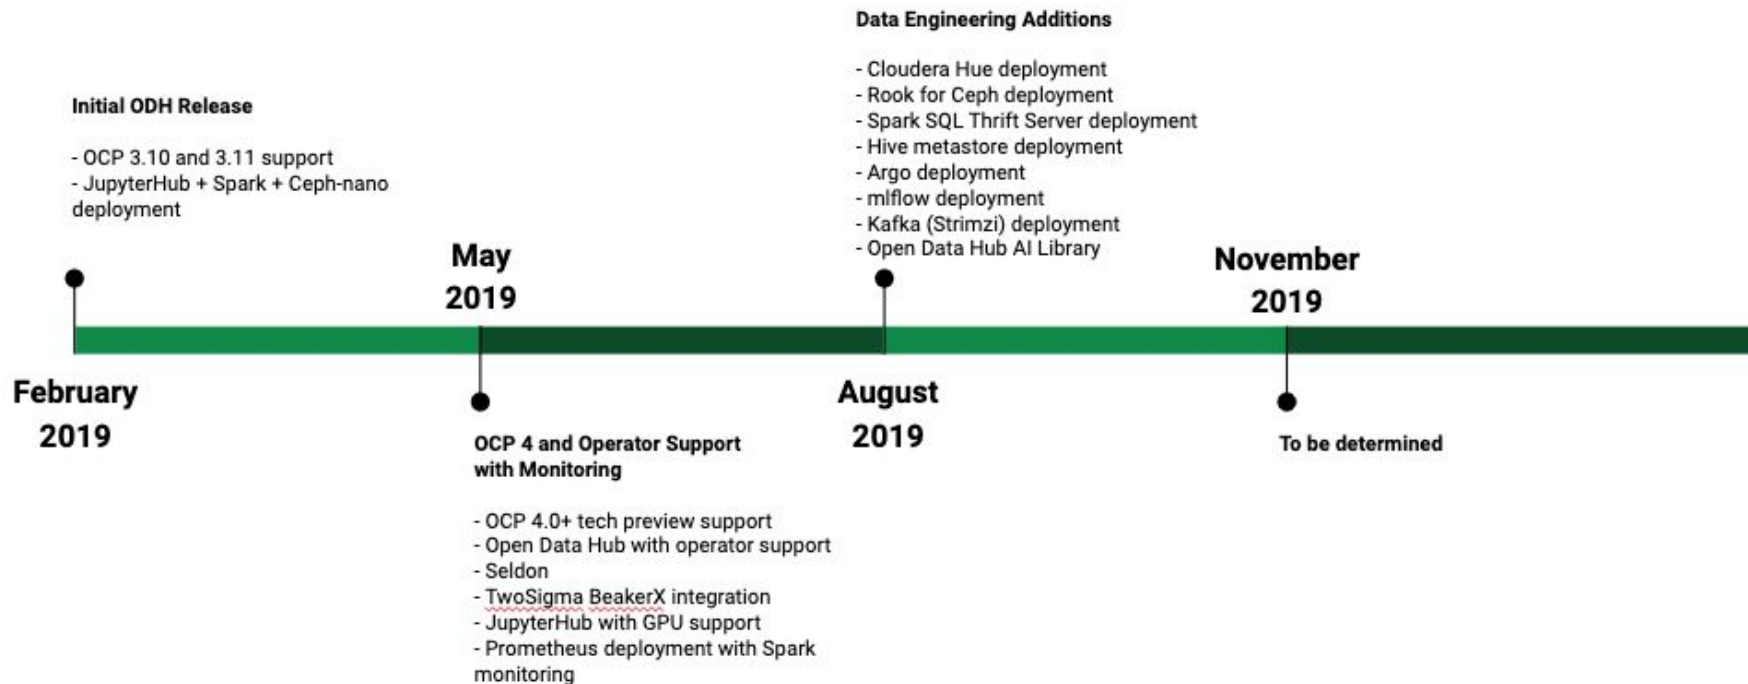 Initial ODH Release
- OCP 3.10 and 3.11 support
- JupyterHub + Spark + Ceph-nano
deployment
February
2019
May
2019
OCP 4 and Operator Support
with Monitoring
- OCP 4.0+ tech preview support
- Open Data Hub with operator support
- Seldon
- TwoSigma BeakerX integration
- JupyterHub with GPU support
- Prometheus deployment with Spark
monitoring
Data Engineering Additions
- Cloudera Hue deployment
- Rook for Ceph deployment
- Spark SQL Thrift Server deployment
- Hive metastore deployment
- Argo deployment
- mlflow deployment
- Kafka (Strimzi) deployment
- Open Data Hub AI Library
August
2019
November
2019
To be determined